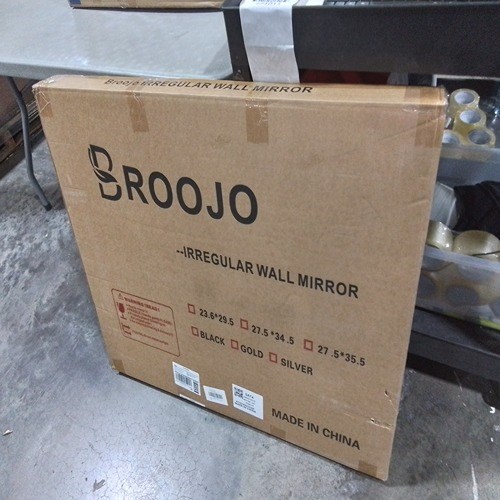 Broojo IRREGULAR WALL MIRROR
BROOJO
--IRREGULAR WALL MIRROR
23.6*29.5 27.5*34.5 27.5*35.5
BLACK GOLD SILVER
MADE IN CHINA